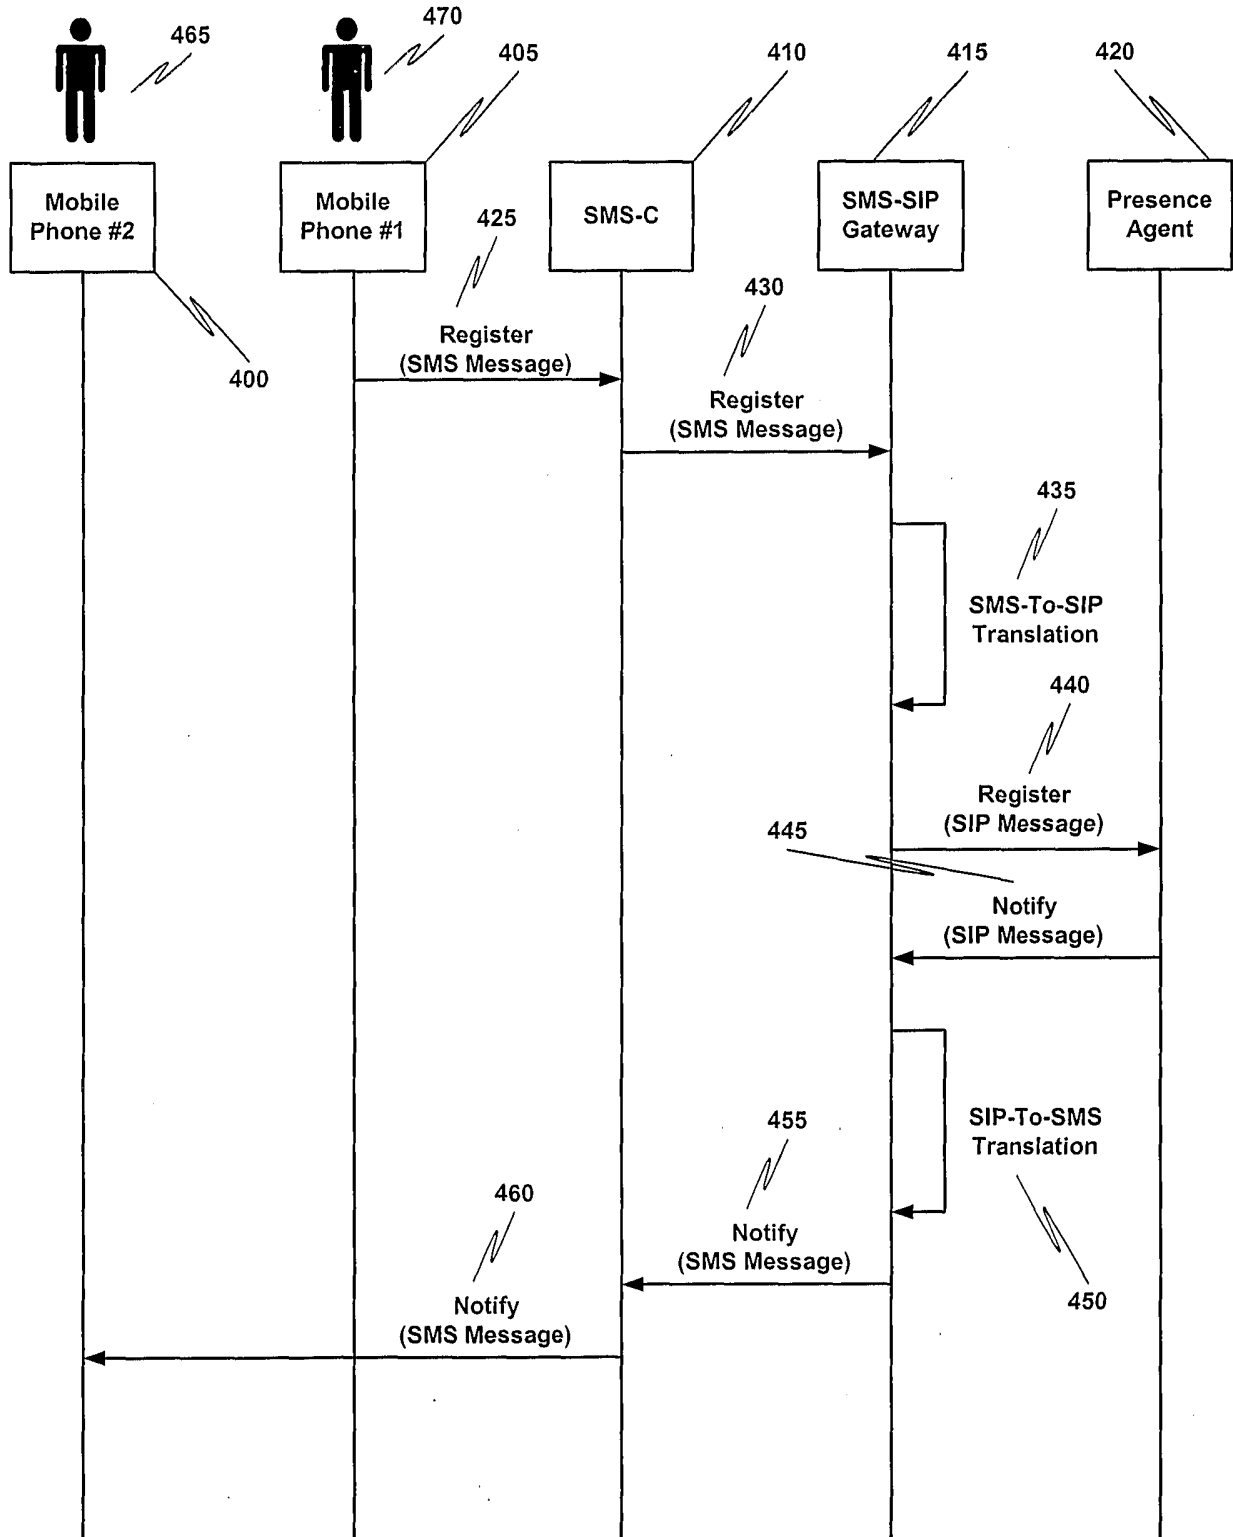 465
470
405
410
415
420
Mobile
Phone #2
Mobile
Phone #1
SMS-C
SMS-SIP
Gateway
Presence
Agent
425
430
400
Register
(SMS Message)
Register
(SMS Message)
435
SMS-To-SIP
Translation
440
Register
(SIP Message)
445
Notify
(SIP Message)
SIP-To-SMS
Translation
455
460
Notify
(SMS Message)
450
Notify
(SMS Message)